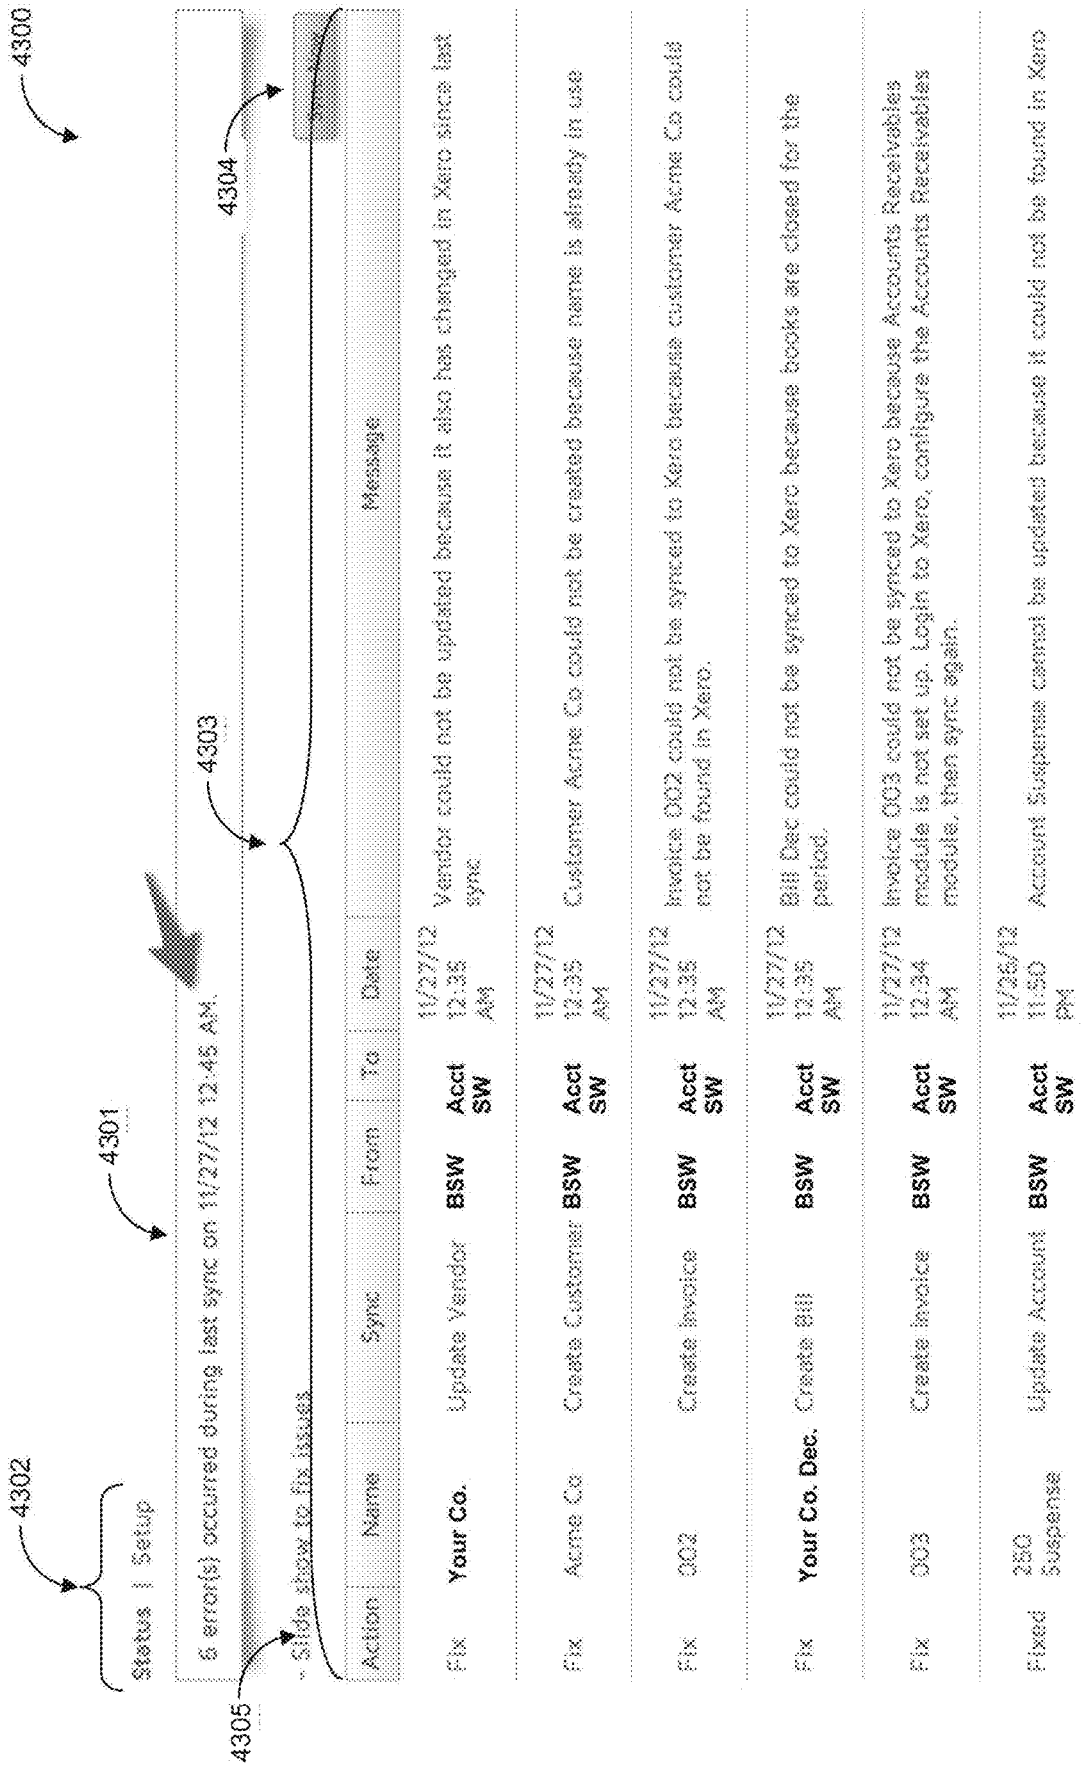 4300
4302
Status | Setup
4301
6 error(s) occurred during last sync on 11/27/12 12:45 AM.
4303
4304
4305
- Slide show to fix issues
Action Name Sync From To Date Message
Fix Your Co. Update Vendor BSW Acct SW 11/27/12 12:35 AM Vendor could not be updated because it also has changed in Xero since last
sync
Fix Acme Co Create Customer BSW Acct SW 11/27/12 12:35 AM Customer Acme Co could not be created because name is already in use
Fix 002 Create Invoice BSW Acct SW 11/27/12 12:35 AM Invoice 002 could not be synced to Xero because customer Acme Co could
not be found in Xero.
Fix Your Co. Dec. Create Bill BSW Acct SW 11/27/12 12:35 AM Bill Dec could not be synced to Xero because books are closed for the
period.
Fix 003 Create Invoice BSW Acct SW 11/27/12 12:34 AM Invoice 003 could not be synced to Xero because Accounts Receivables
module is not set up. Login to Xero, configure the Accounts Receivables
module, then sync again.
Fixed 280 Suspense Update Account BSW Acct SW 11/26/12 11:50 PM Account Suspense cannot be updated because it could not be found in Xero